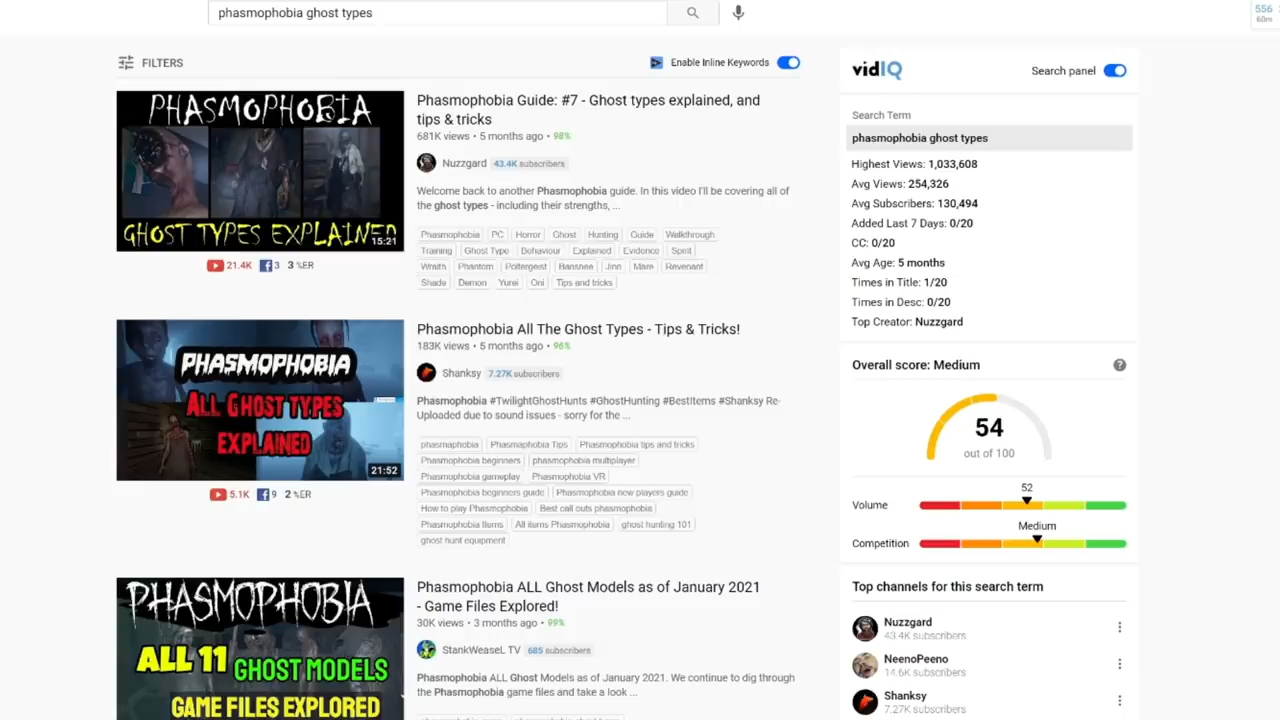 phasmophobia ghost types
556
60m
FILTERS
Enable Inline Keywords
PHASMOPHOBIA
GHOST TYPES EXPLAINED
15:21
21.4K 3 3 %ER
Phasmophobia Guide: #7 - Ghost types explained, and
tips & tricks
681K views • 5 months ago • 98%
Nuzzgard 43.4K subscribers
Welcome back to another Phasmophobia guide. In this video I'll be covering all of
the ghost types - including their strengths, ...
Phasmophobia PC Horror Ghost Hunting Guide Walkthrough
Training Ghost Type Behaviour Explained Evidence Spirit
Wraith Phantom Poltergeist Banshee Jinn Mare Revenant
Shade Demon Yurei Oni Tips and tricks
PHASMOPHOBIA
ALL GHOST TYPES
EXPLAINED
21:52
5.1K 9 2 %ER
Phasmophobia All The Ghost Types - Tips & Tricks!
183K views • 5 months ago • 96%
Shanksy 7.27K subscribers
Phasmophobia #TwilightGhostHunts #GhostHunting #BestItems #Shanksy Re-
Uploaded due to sound issues - sorry for the ...
phasmaphobia Phasmaphobia Tips Phasmaphobia tips and tricks
Phasmophobia beginners phasmophobia multiplayer
Phasmophobia gameplay Phasmophobia VR
Phasmophobia beginners guide Phasmophobia new players guide
How to play Phasmophobia Best call outs phasmophobia
Phasmophobia Items All items Phasmophobia ghost hunting 101
ghost hunt equipment
PHASMOPHOBIA
ALL 11 GHOST MODELS
GAME FILES EXPLORED
Phasmophobia ALL Ghost Models as of January 2021
- Game Files Explored!
30K views • 3 months ago • 99%
StankWeaseL TV 685 subscribers
Phasmophobia ALL Ghost Models as of January 2021. We continue to dig through
the Phasmophobia game files and take a look ...
vidIQ
Search panel
Search Term
phasmophobia ghost types
Highest Views: 1,033,608
Avg Views: 254,326
Avg Subscribers: 130,494
Added Last 7 Days: 0/20
CC: 0/20
Avg Age: 5 months
Times in Title: 1/20
Times in Desc: 0/20
Top Creator: Nuzzgard
Overall score: Medium
54
out of 100
52
Volume
Medium
Competition
Top channels for this search term
Nuzzgard
43.4K subscribers
NeenoPeeno
14.6K subscribers
Shanksy
7.27K subscribers